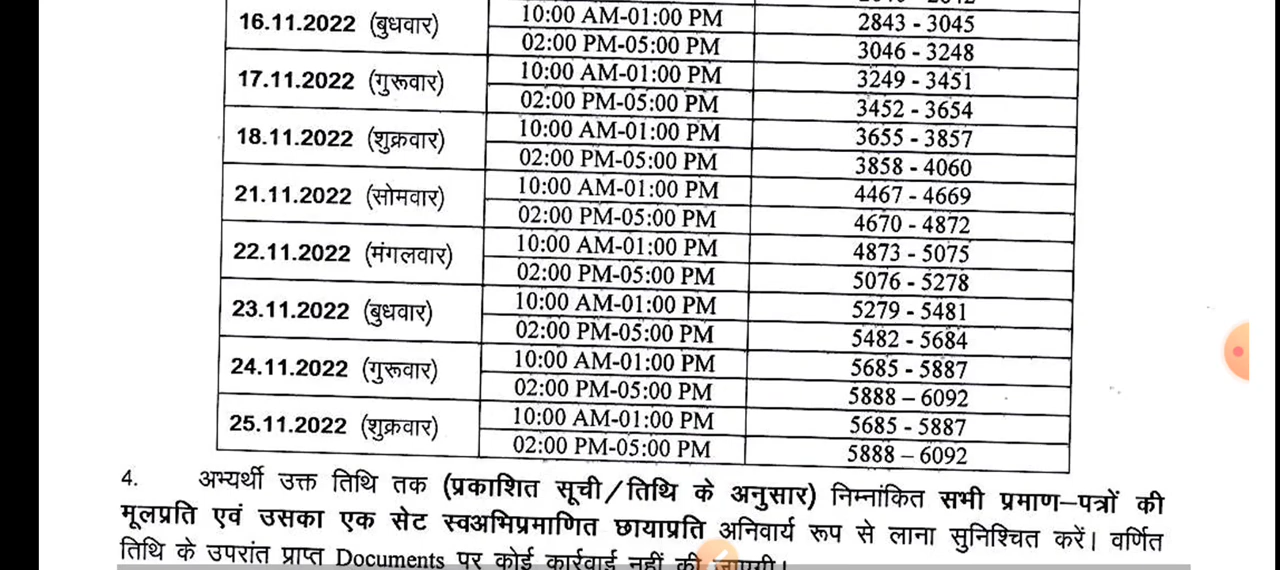 16.11.2022 (बुधवार) 10:00 AM-01:00 PM 2843 - 3045
02:00 PM-05:00 PM 3046 - 3248
17.11.2022 (गुरूवार) 10:00 AM-01:00 PM 3249 - 3451
02:00 PM-05:00 PM 3452 - 3654
18.11.2022 (शुक्रवार) 10:00 AM-01:00 PM 3655 - 3857
02:00 PM-05:00 PM 3858 - 4060
21.11.2022 (सोमवार) 10:00 AM-01:00 PM 4467 - 4669
02:00 PM-05:00 PM 4670 - 4872
22.11.2022 (मंगलवार) 10:00 AM-01:00 PM 4873 - 5075
02:00 PM-05:00 PM 5076 - 5278
23.11.2022 (बुधवार) 10:00 AM-01:00 PM 5279 - 5481
02:00 PM-05:00 PM 5482 - 5684
24.11.2022 (गुरूवार) 10:00 AM-01:00 PM 5685 - 5887
02:00 PM-05:00 PM 5888 – 6092
25.11.2022 (शुक्रवार) 10:00 AM-01:00 PM 5685 - 5887
02:00 PM-05:00 PM 5888 – 6092
4. अभ्यर्थी उक्त तिथि तक (प्रकाशित सूची/तिथि के अनुसार) निम्नांकित सभी प्रमाण–पत्रों की
मूलप्रति एवं उसका एक सेट स्वअभिप्रमाणित छायाप्रति अनिवार्य रूप से लाना सुनिश्चित करें। वर्णित
तिथि के उपरांत प्राप्त Documents पर कोई कार्रवाई नहीं की जाएगी।